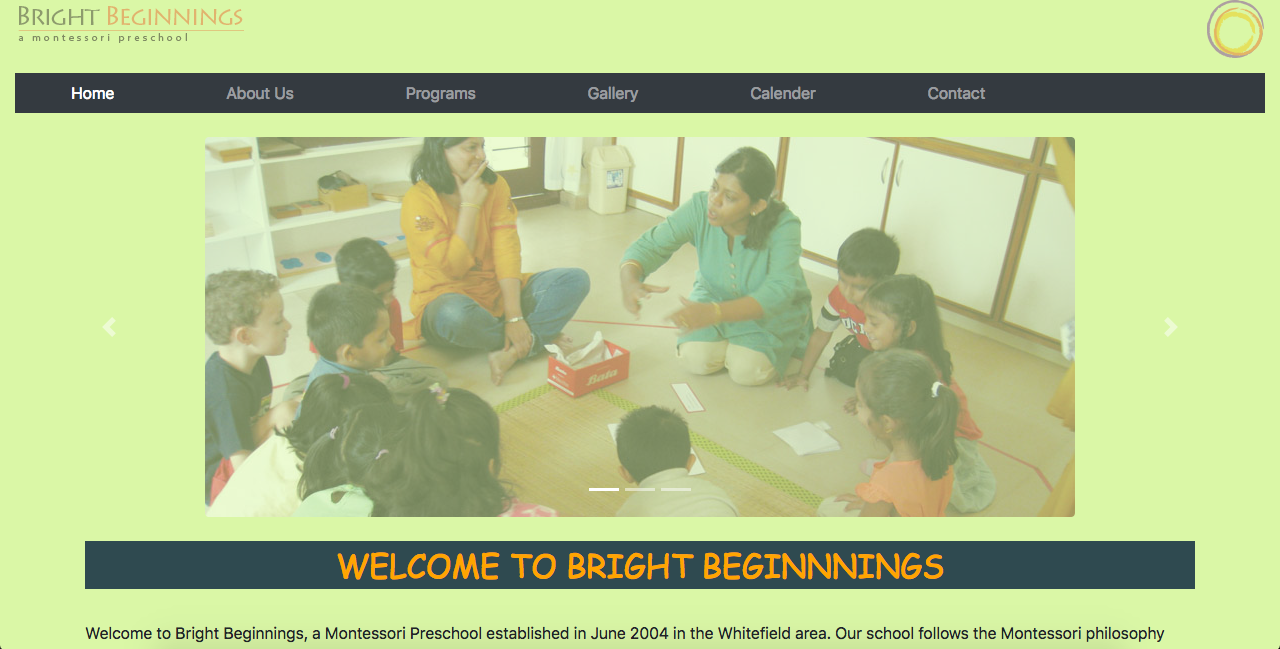 BRIGHT BEGINNINGS
a montessori preschool
Home About Us Programs Gallery Calender Contact
Bata
WELCOME TO BRIGHT BEGINNNINGS
Welcome to Bright Beginnings, a Montessori Preschool established in June 2004 in the Whitefield area. Our school follows the Montessori philosophy